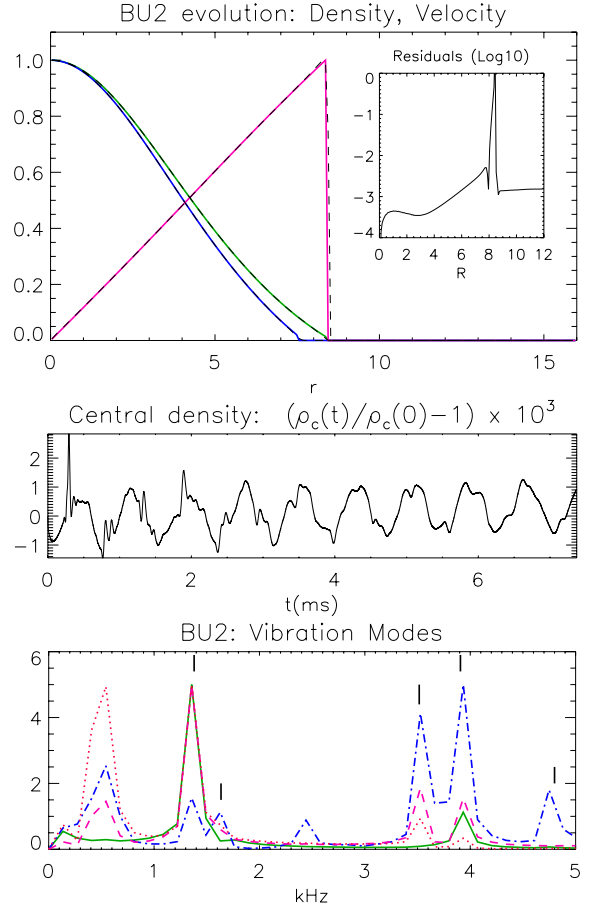 BU2 evolution: Density, Velocity
1.0
0.8
0.6
0.4
0.2
0.0
0 5 10 15
r
Residuals (Log10)
0
−1
−2
−3
−4
0 2 4 6 8 10 12
R
Central density: (ρ_c(t)/ρ_c(0)−1) × 10³
2
1
0
−1
0 2 4 6
t(ms)
BU2: Vibration Modes
6
4
2
0
0 1 2 3 4 5
kHz